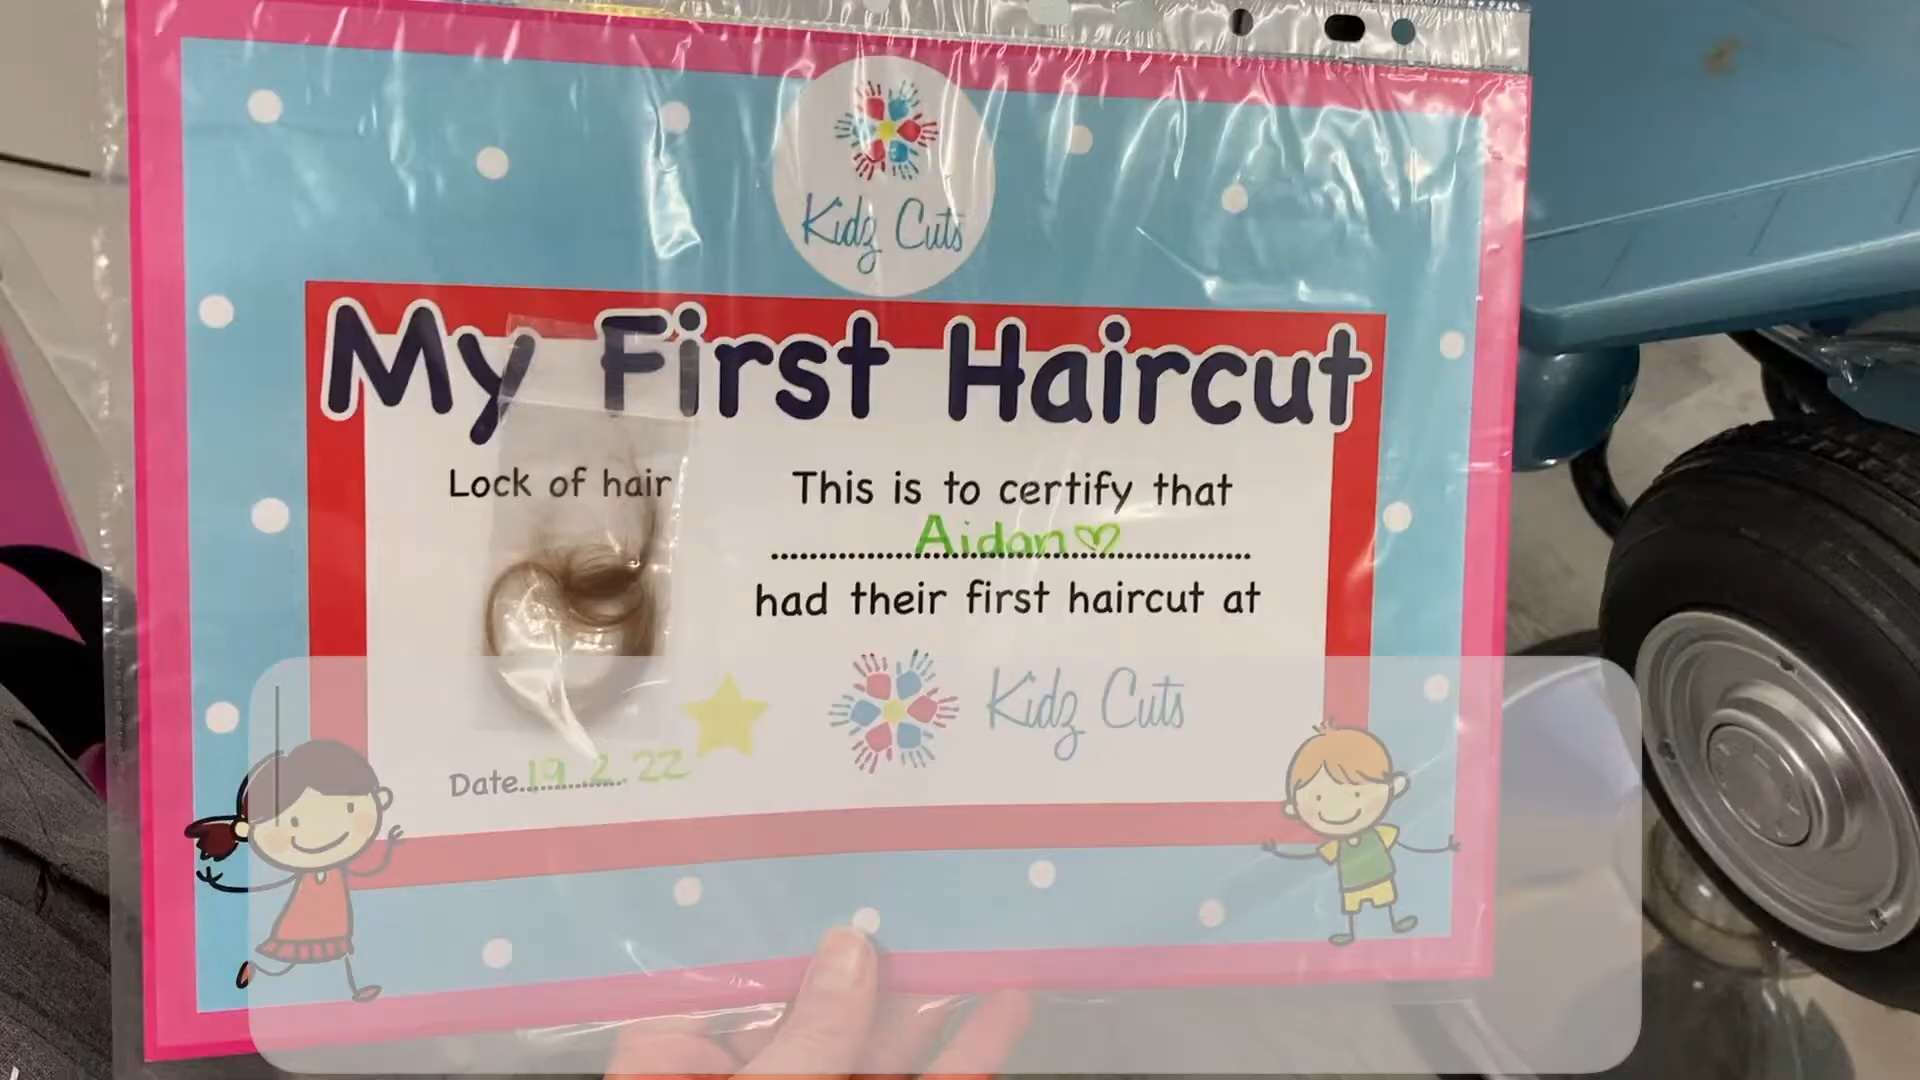 Kidz Cuts
My First Haircut
Lock of hair
This is to certify that
Aidan♡
had their first haircut at
Kidz Cuts
Date 19.2.22